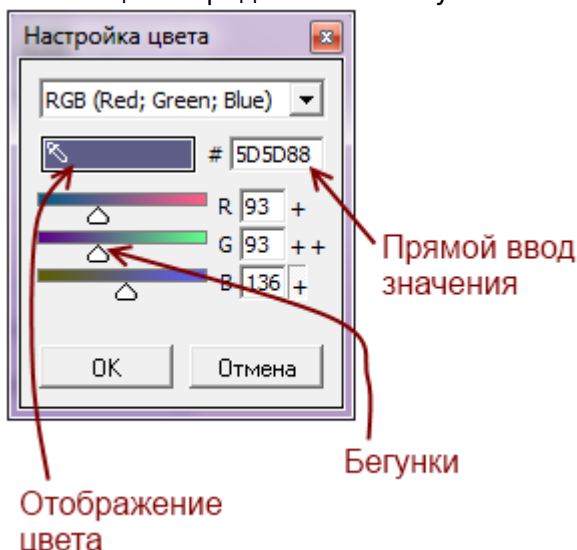 Настройка цвета
RGB (Red; Green; Blue)
# 5D5D88
R 93 +
G 93 ++
B 136 +
Прямой ввод
значения
OK Отмена
Бегунки
Отображение
цвета